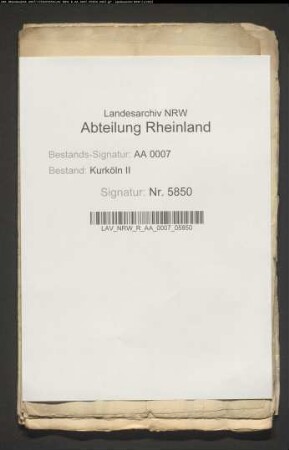 Landesarchiv NRW
Abteilung Rheinland
Bestands-Signatur: AA 0007
Bestand: Kurköln II
Signatur: Nr. 5850
LAV_NRW_R_AA_0007_05850